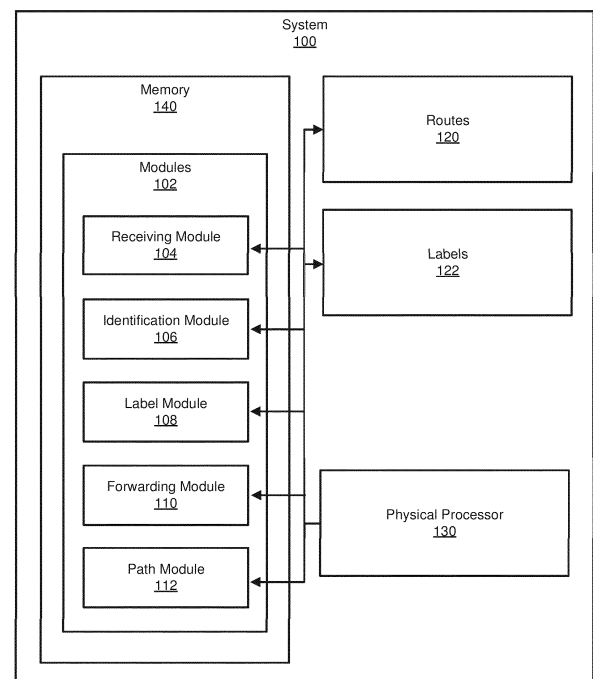 System
100
Memory
140
Modules
102
Receiving Module
104
Identification Module
106
Label Module
108
Forwarding Module
110
Path Module
112
Routes
120
Labels
122
Physical Processor
130